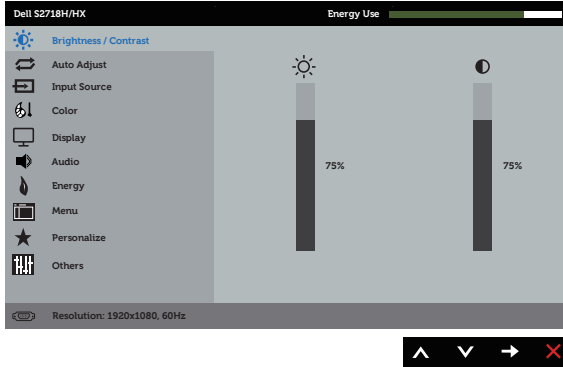 Dell S2718H/HX Energy Use
Brightness / Contrast
Auto Adjust
Input Source
Color
Display
Audio
Energy
Menu
Personalize
Others
75% 75%
Resolution: 1920x1080, 60Hz